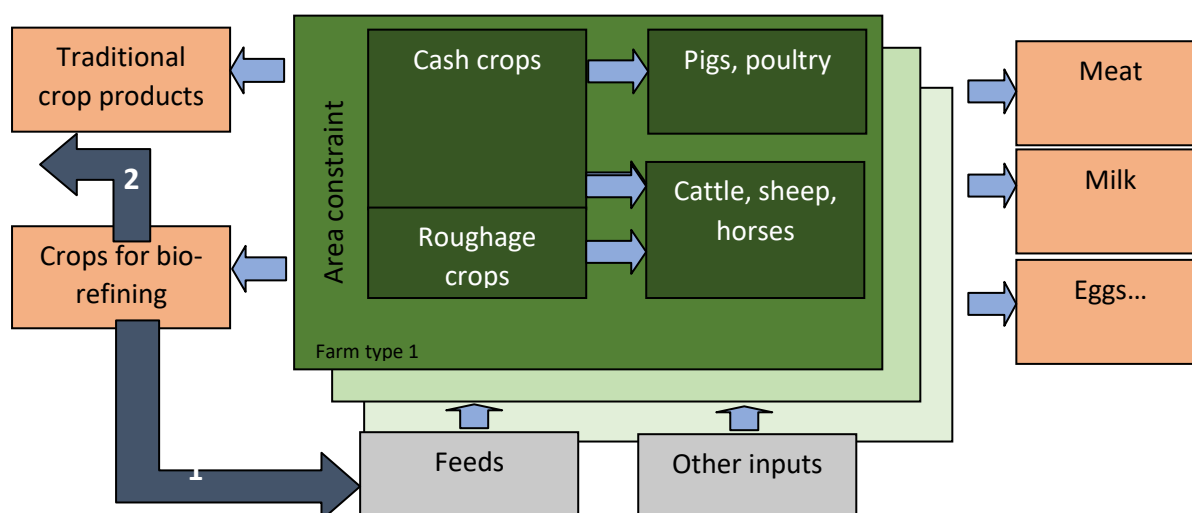 Traditional
crop products
2
Crops for bio-
refining
1
Area constraint
Cash crops
Roughage
crops
Pigs, poultry
Cattle, sheep,
horses
Farm type 1
Feeds
Other inputs
Meat
Milk
Eggs…